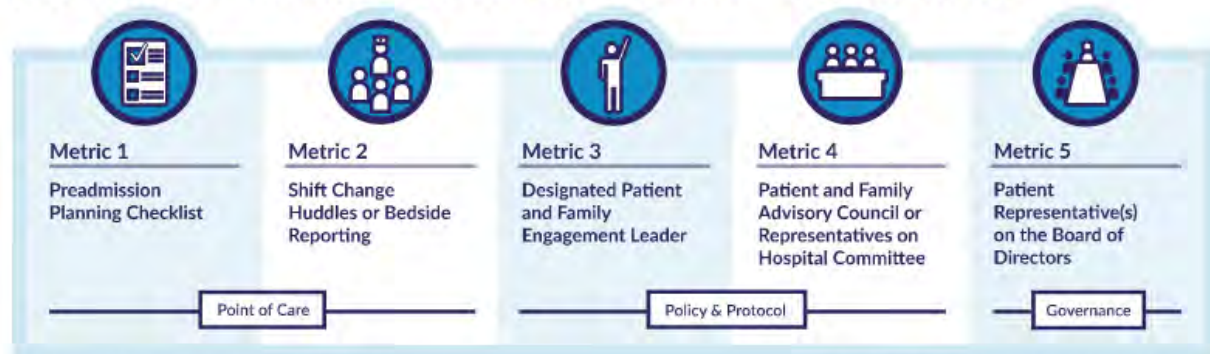 Metric 1
Preadmission
Planning Checklist
Metric 2
Shift Change
Huddles or Bedside
Reporting
Point of Care
Metric 3
Designated Patient
and Family
Engagement Leader
Metric 4
Patient and Family
Advisory Council or
Representatives on
Hospital Committee
Policy & Protocol
Metric 5
Patient
Representative(s)
on the Board of
Directors
Governance